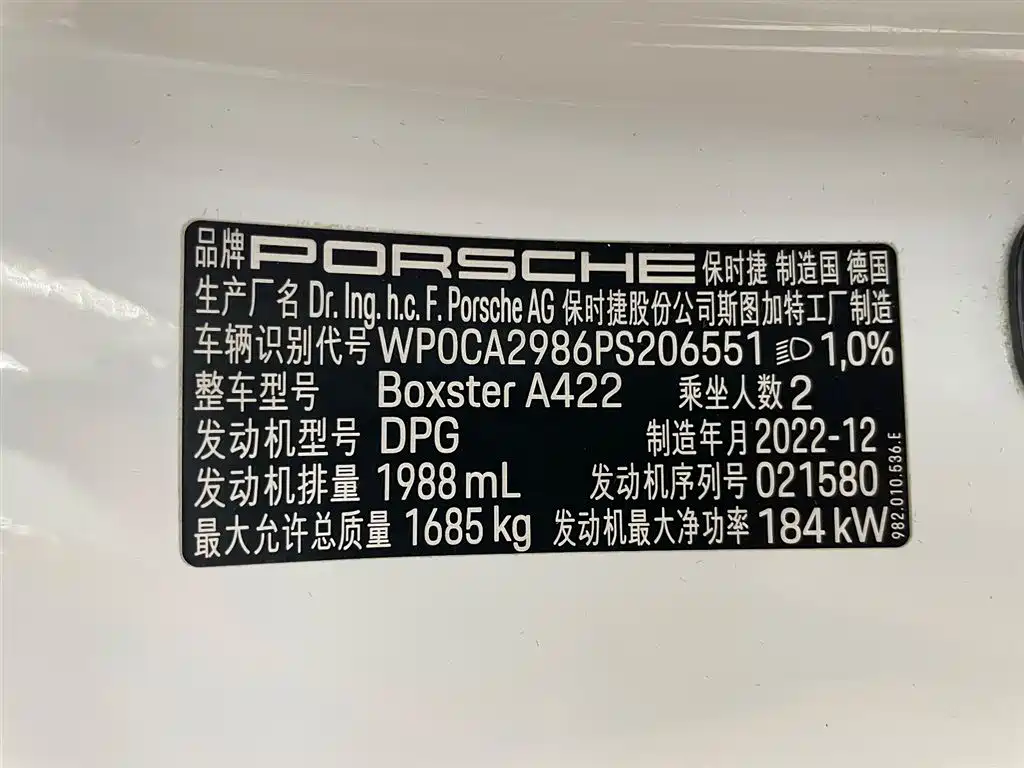 品牌 PORSCHE 保时捷 制造国 德国
生产厂名 Dr. Ing. h.c. F. Porsche AG 保时捷股份公司斯图加特工厂制造
车辆识别代号 WP0CA2986PS206551 1,0%
整车型号 Boxster A422 乘坐人数 2
发动机型号 DPG 制造年月 2022-12
发动机排量 1988 mL 发动机序列号 021580
最大允许总质量 1685 kg 发动机最大净功率 184 kW
982.010.536.E